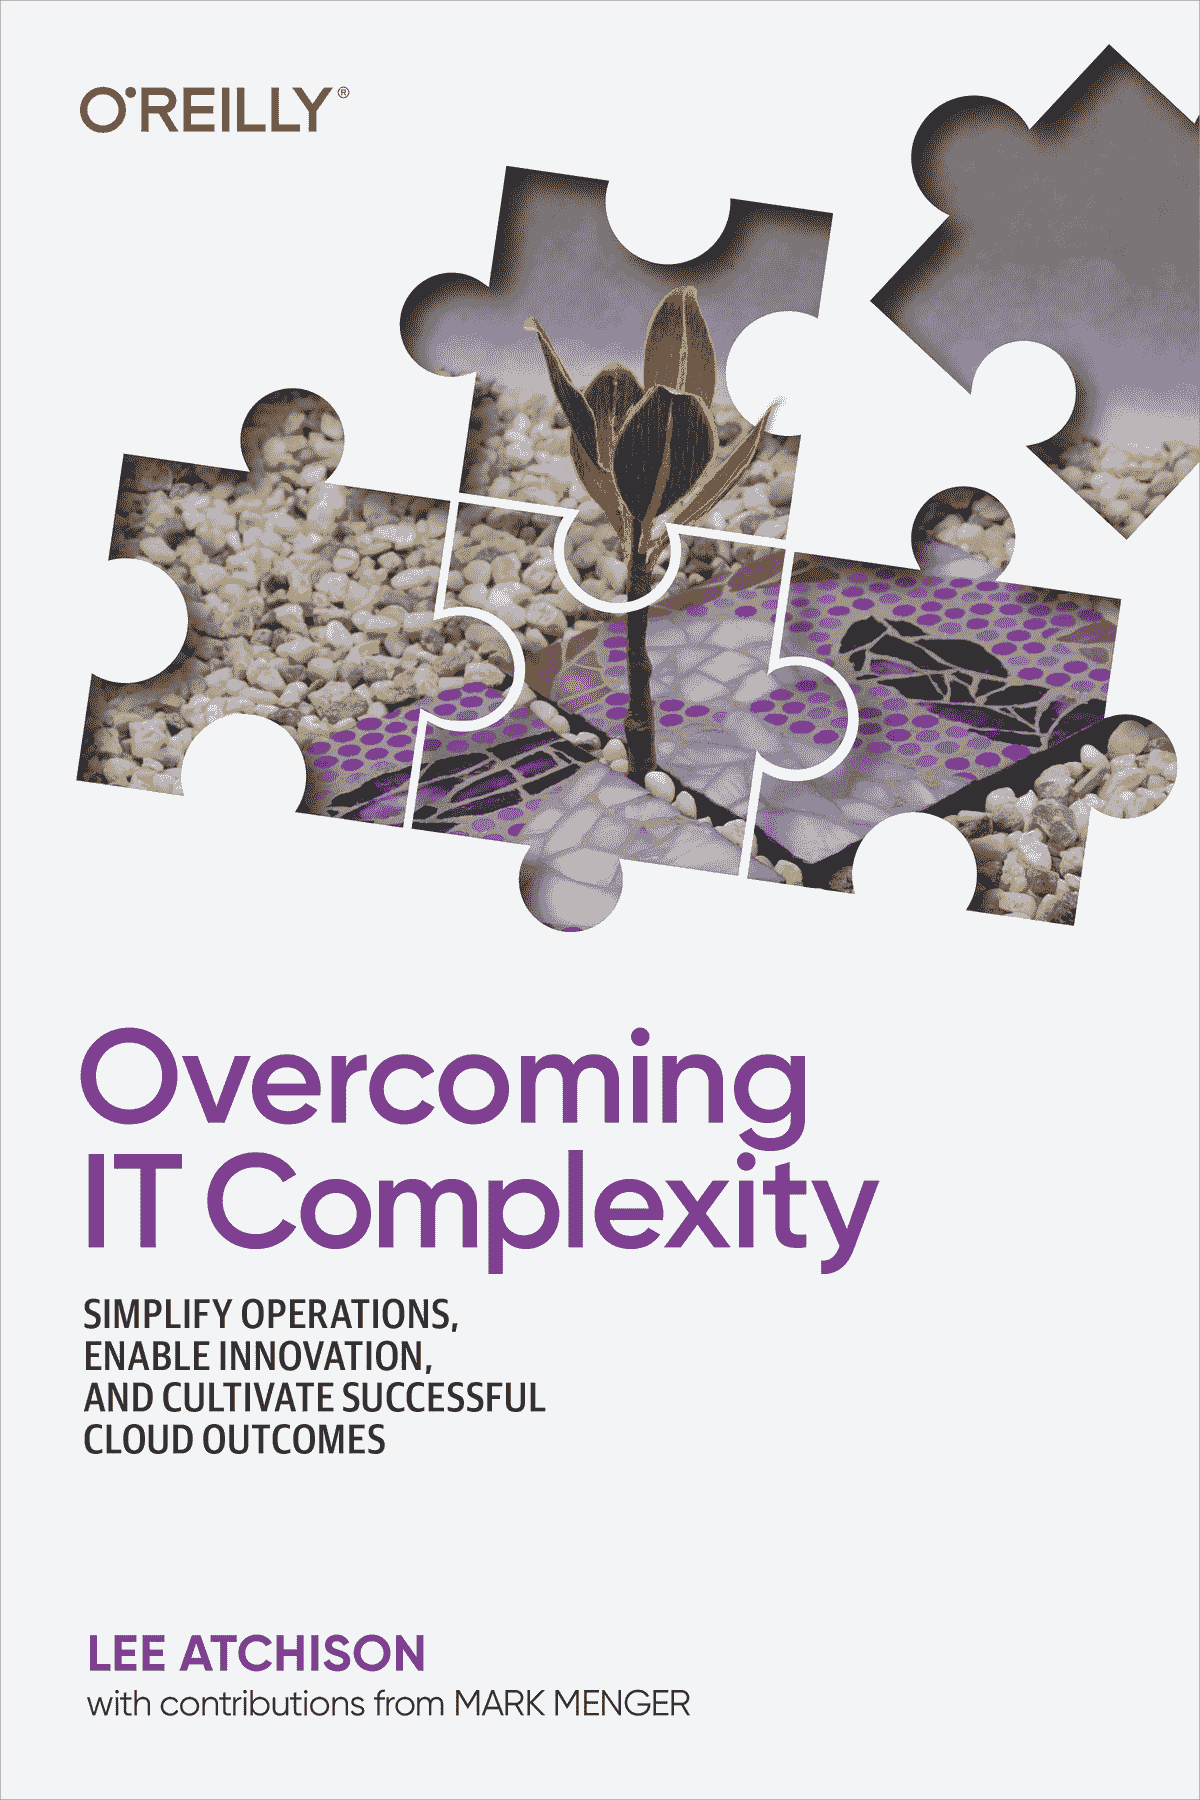 O'REILLY®
Overcoming
IT Complexity
SIMPLIFY OPERATIONS,
ENABLE INNOVATION,
AND CULTIVATE SUCCESSFUL
CLOUD OUTCOMES
LEE ATCHISON
with contributions from MARK MENGER